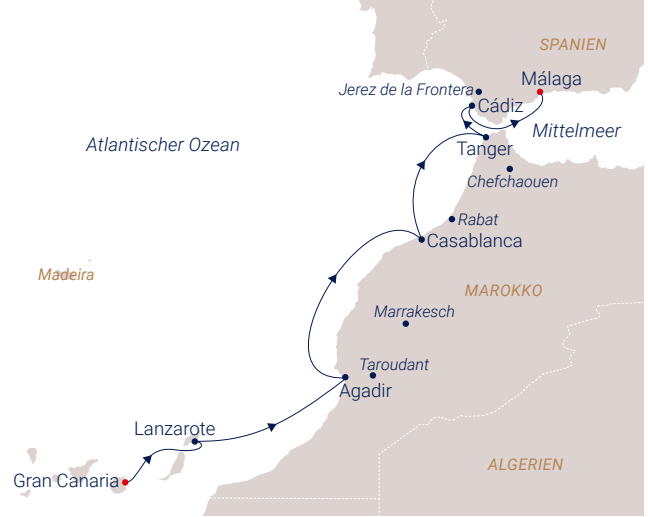 SPANIEN
Málaga
Jerez de la Frontera
Cádiz
Mittelmeer
Atlantischer Ozean
Tanger
Chefchaouen
Rabat
Casablanca
Madeira
MAROKKO
Marrakesch
Taroudant
Agadir
Lanzarote
ALGERIEN
Gran Canaria